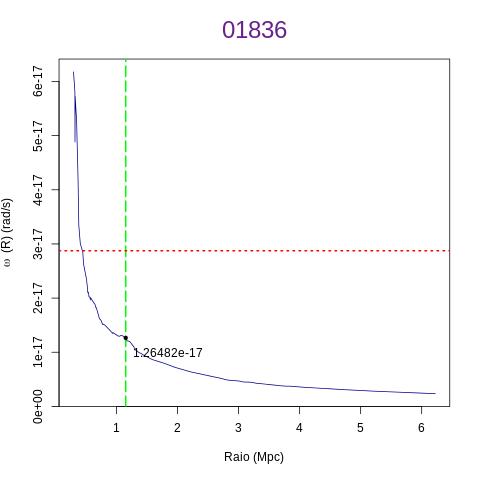 01836
ω (R) (rad/s)
6e-17
5e-17
4e-17
3e-17
2e-17
1e-17
0e+00
1.26482e-17
1 2 3 4 5 6
Raio (Mpc)